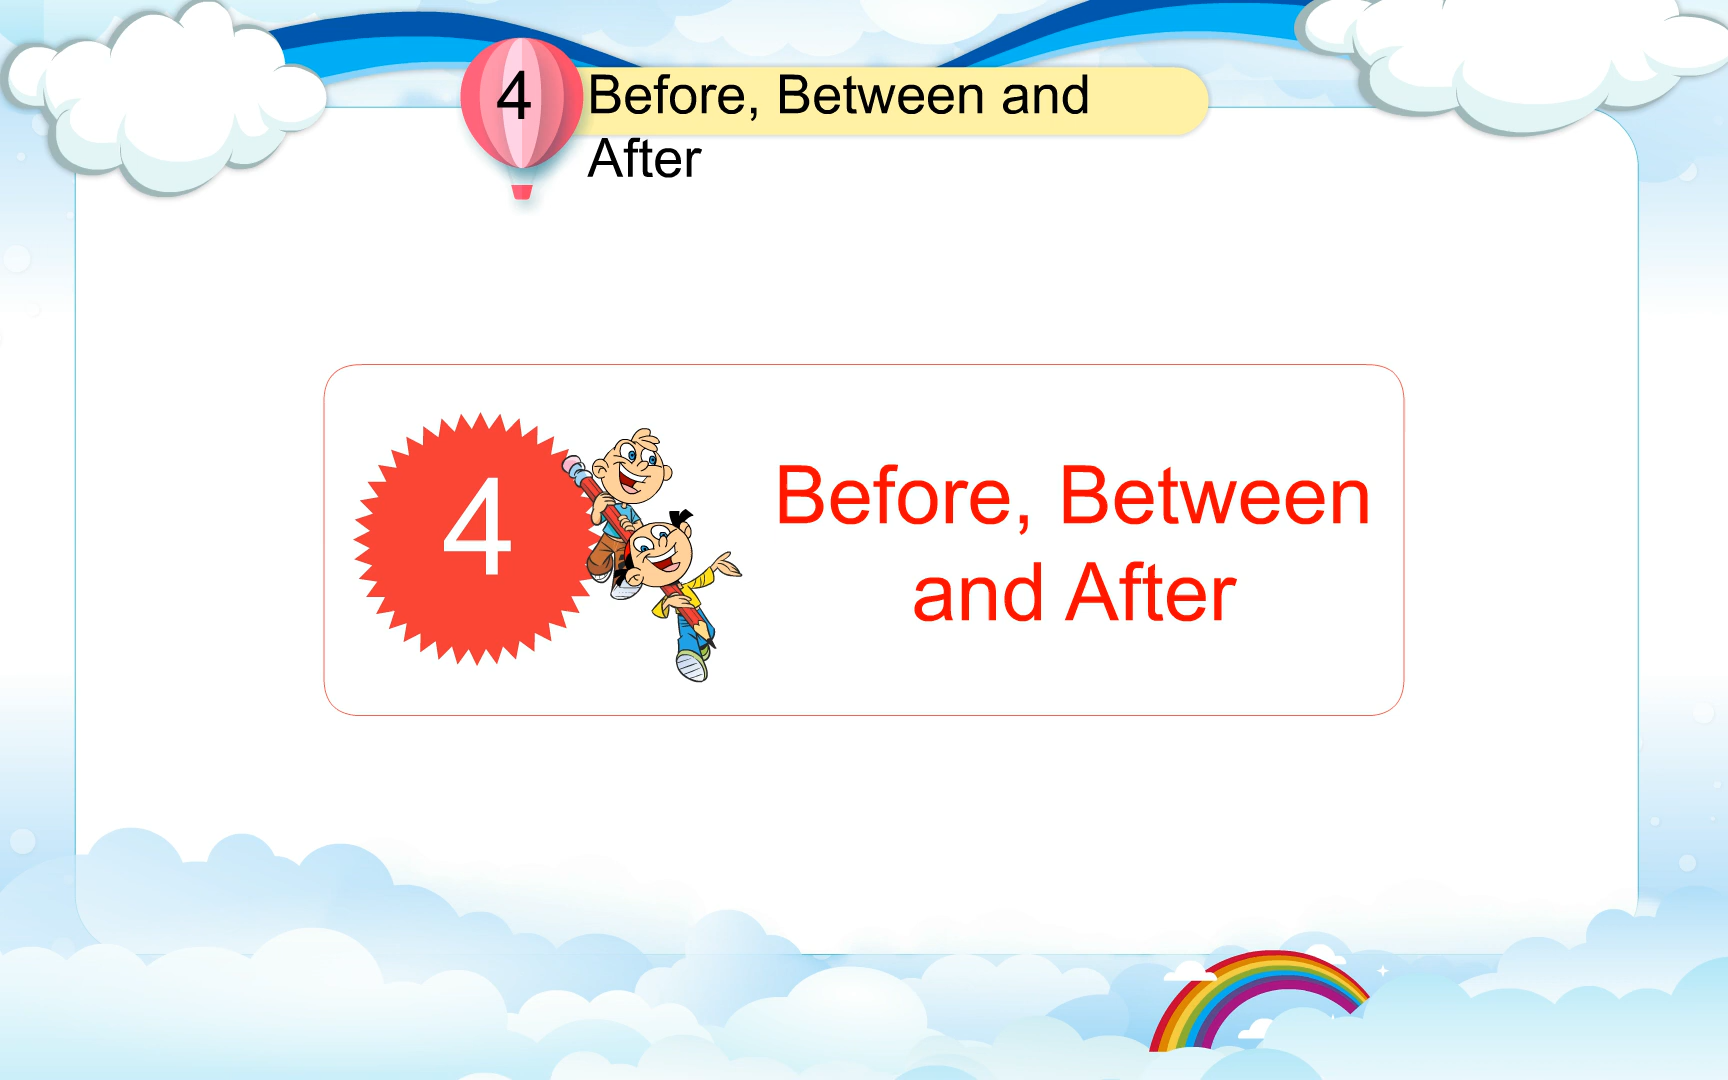 4
Before, Between and
After
4
Before, Between
and After